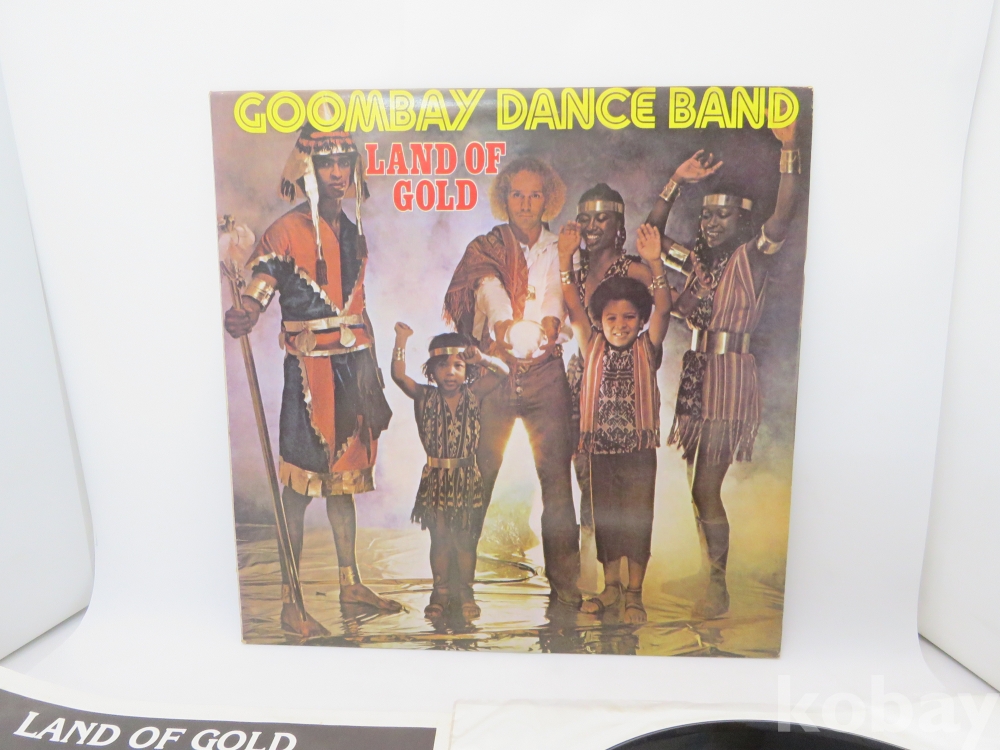 GOOMBAY DANCE BAND
LAND OF
GOLD
LAND OF GOLD
kobay